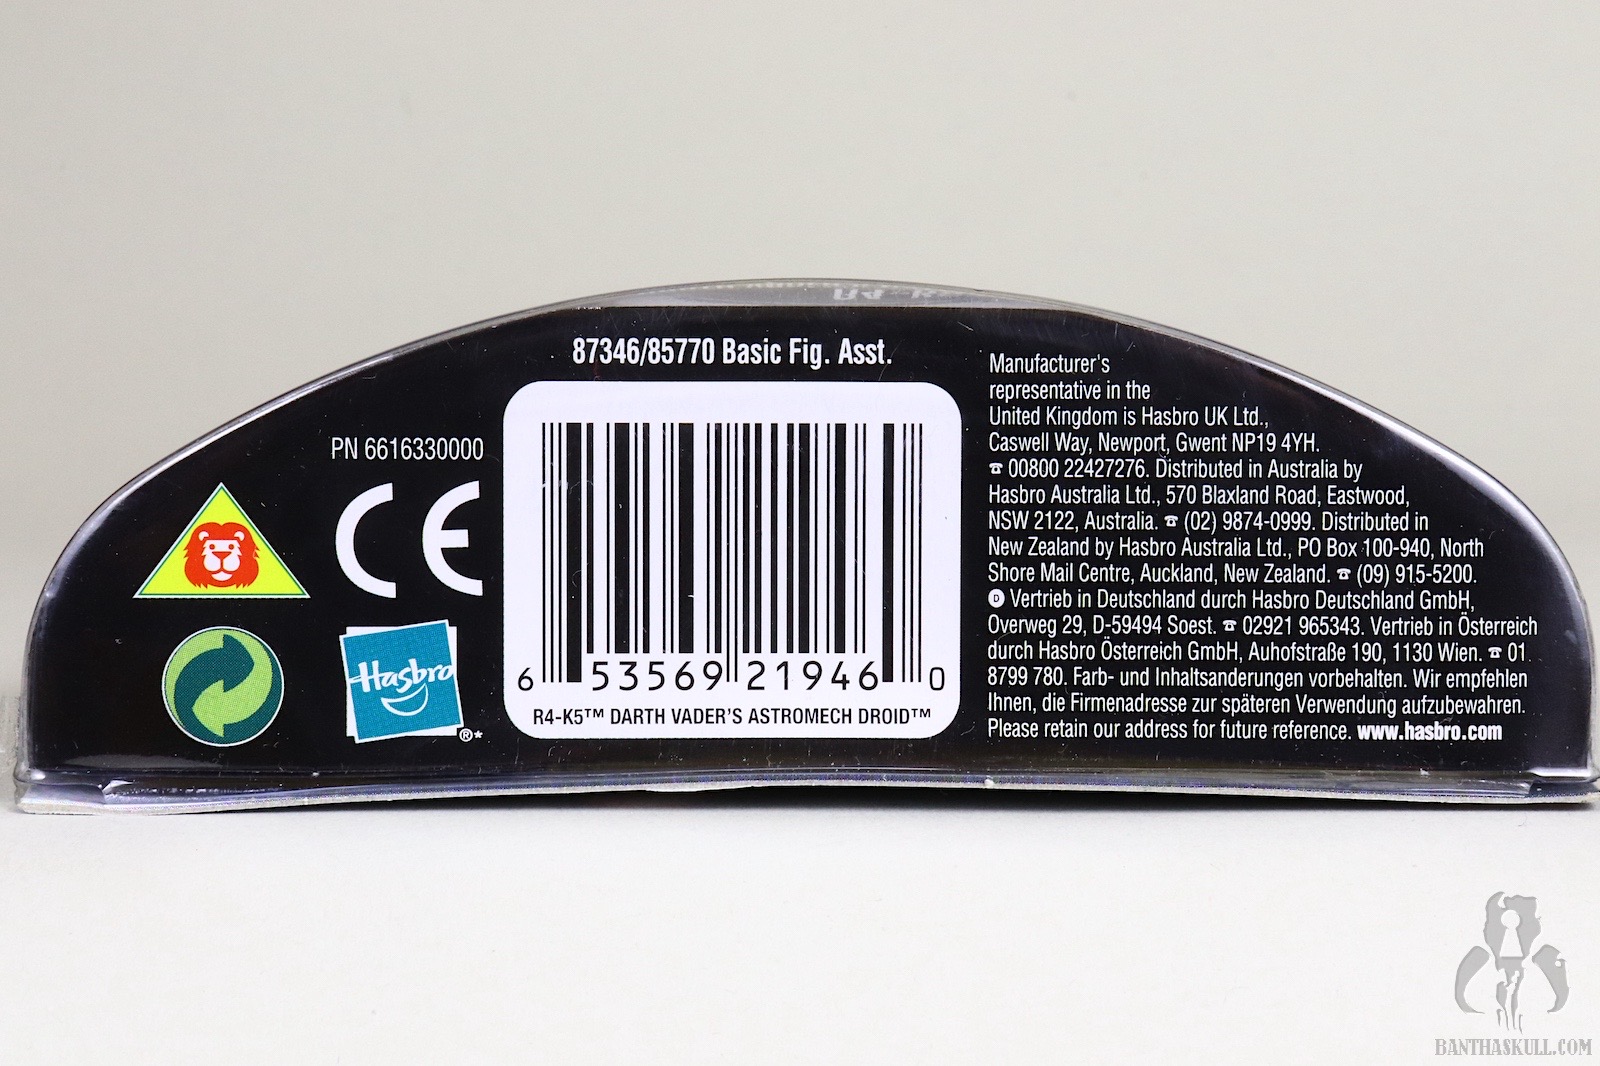 87346/85770 Basic Fig. Asst.
PN 6616330000
CE
Hasbro
®*
6 53569 21946 0
R4-K5™ DARTH VADER'S ASTROMECH DROID™
Manufacturer's
representative in the
United Kingdom is Hasbro UK Ltd.,
Caswell Way, Newport, Gwent NP19 4YH.
☎ 00800 22427276. Distributed in Australia by
Hasbro Australia Ltd., 570 Blaxland Road, Eastwood,
NSW 2122, Australia. ☎ (02) 9874-0999. Distributed in
New Zealand by Hasbro Australia Ltd., PO Box 100-940, North
Shore Mail Centre, Auckland, New Zealand. ☎ (09) 915-5200.
D Vertrieb in Deutschland durch Hasbro Deutschland GmbH,
Overweg 29, D-59494 Soest. ☎ 02921 965343. Vertrieb in Österreich
durch Hasbro Österreich GmbH, Auhofstraße 190, 1130 Wien. ☎ 01
8799 780. Farb- und Inhaltsanderungen vorbehalten. Wir empfehlen
Ihnen, die Firmenadresse zur späteren Verwendung aufzubewahren.
Please retain our address for future reference. www.hasbro.com
BANTHASKULL.COM